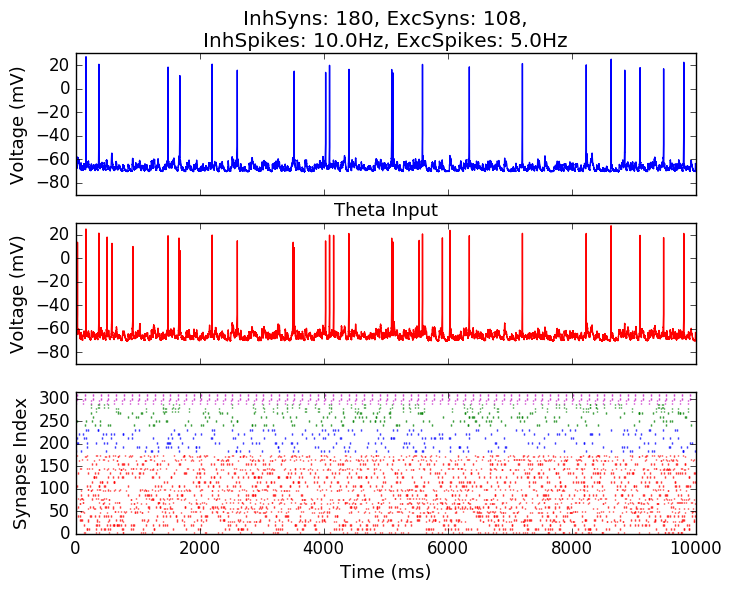 InhSyns: 180, ExcSyns: 108,
InhSpikes: 10.0Hz, ExcSpikes: 5.0Hz
Voltage (mV)
20
0
−20
−40
−60
−80
Theta Input
Voltage (mV)
20
0
−20
−40
−60
−80
Synapse Index
300
250
200
150
100
50
0
0 2000 4000 6000 8000 10000
Time (ms)